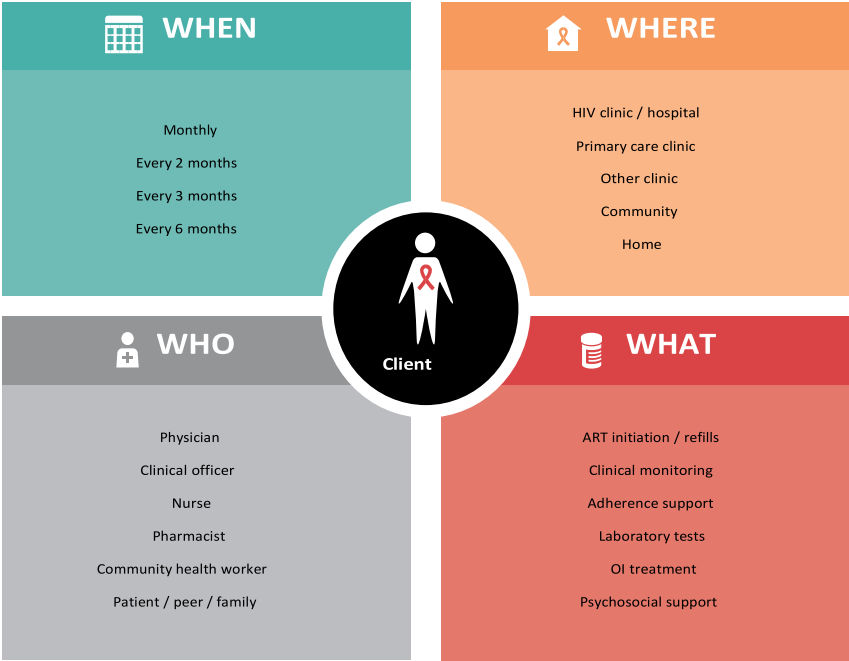 WHEN
Monthly
Every 2 months
Every 3 months
Every 6 months
WHERE
HIV clinic / hospital
Primary care clinic
Other clinic
Community
Home
Client
WHO
Physician
Clinical officer
Nurse
Pharmacist
Community health worker
Patient / peer / family
WHAT
ART initiation / refills
Clinical monitoring
Adherence support
Laboratory tests
OI treatment
Psychosocial support